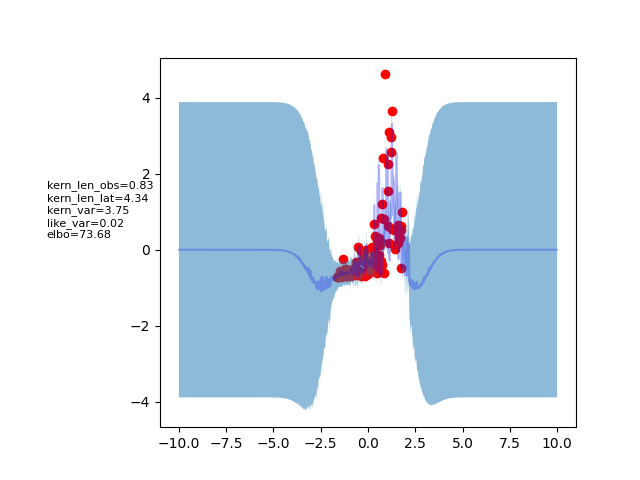 kern_len_obs=0.83
kern_len_lat=4.34
kern_var=3.75
like_var=0.02
elbo=73.68
4
2
0
−2
−4
−10.0 −7.5 −5.0 −2.5 0.0 2.5 5.0 7.5 10.0